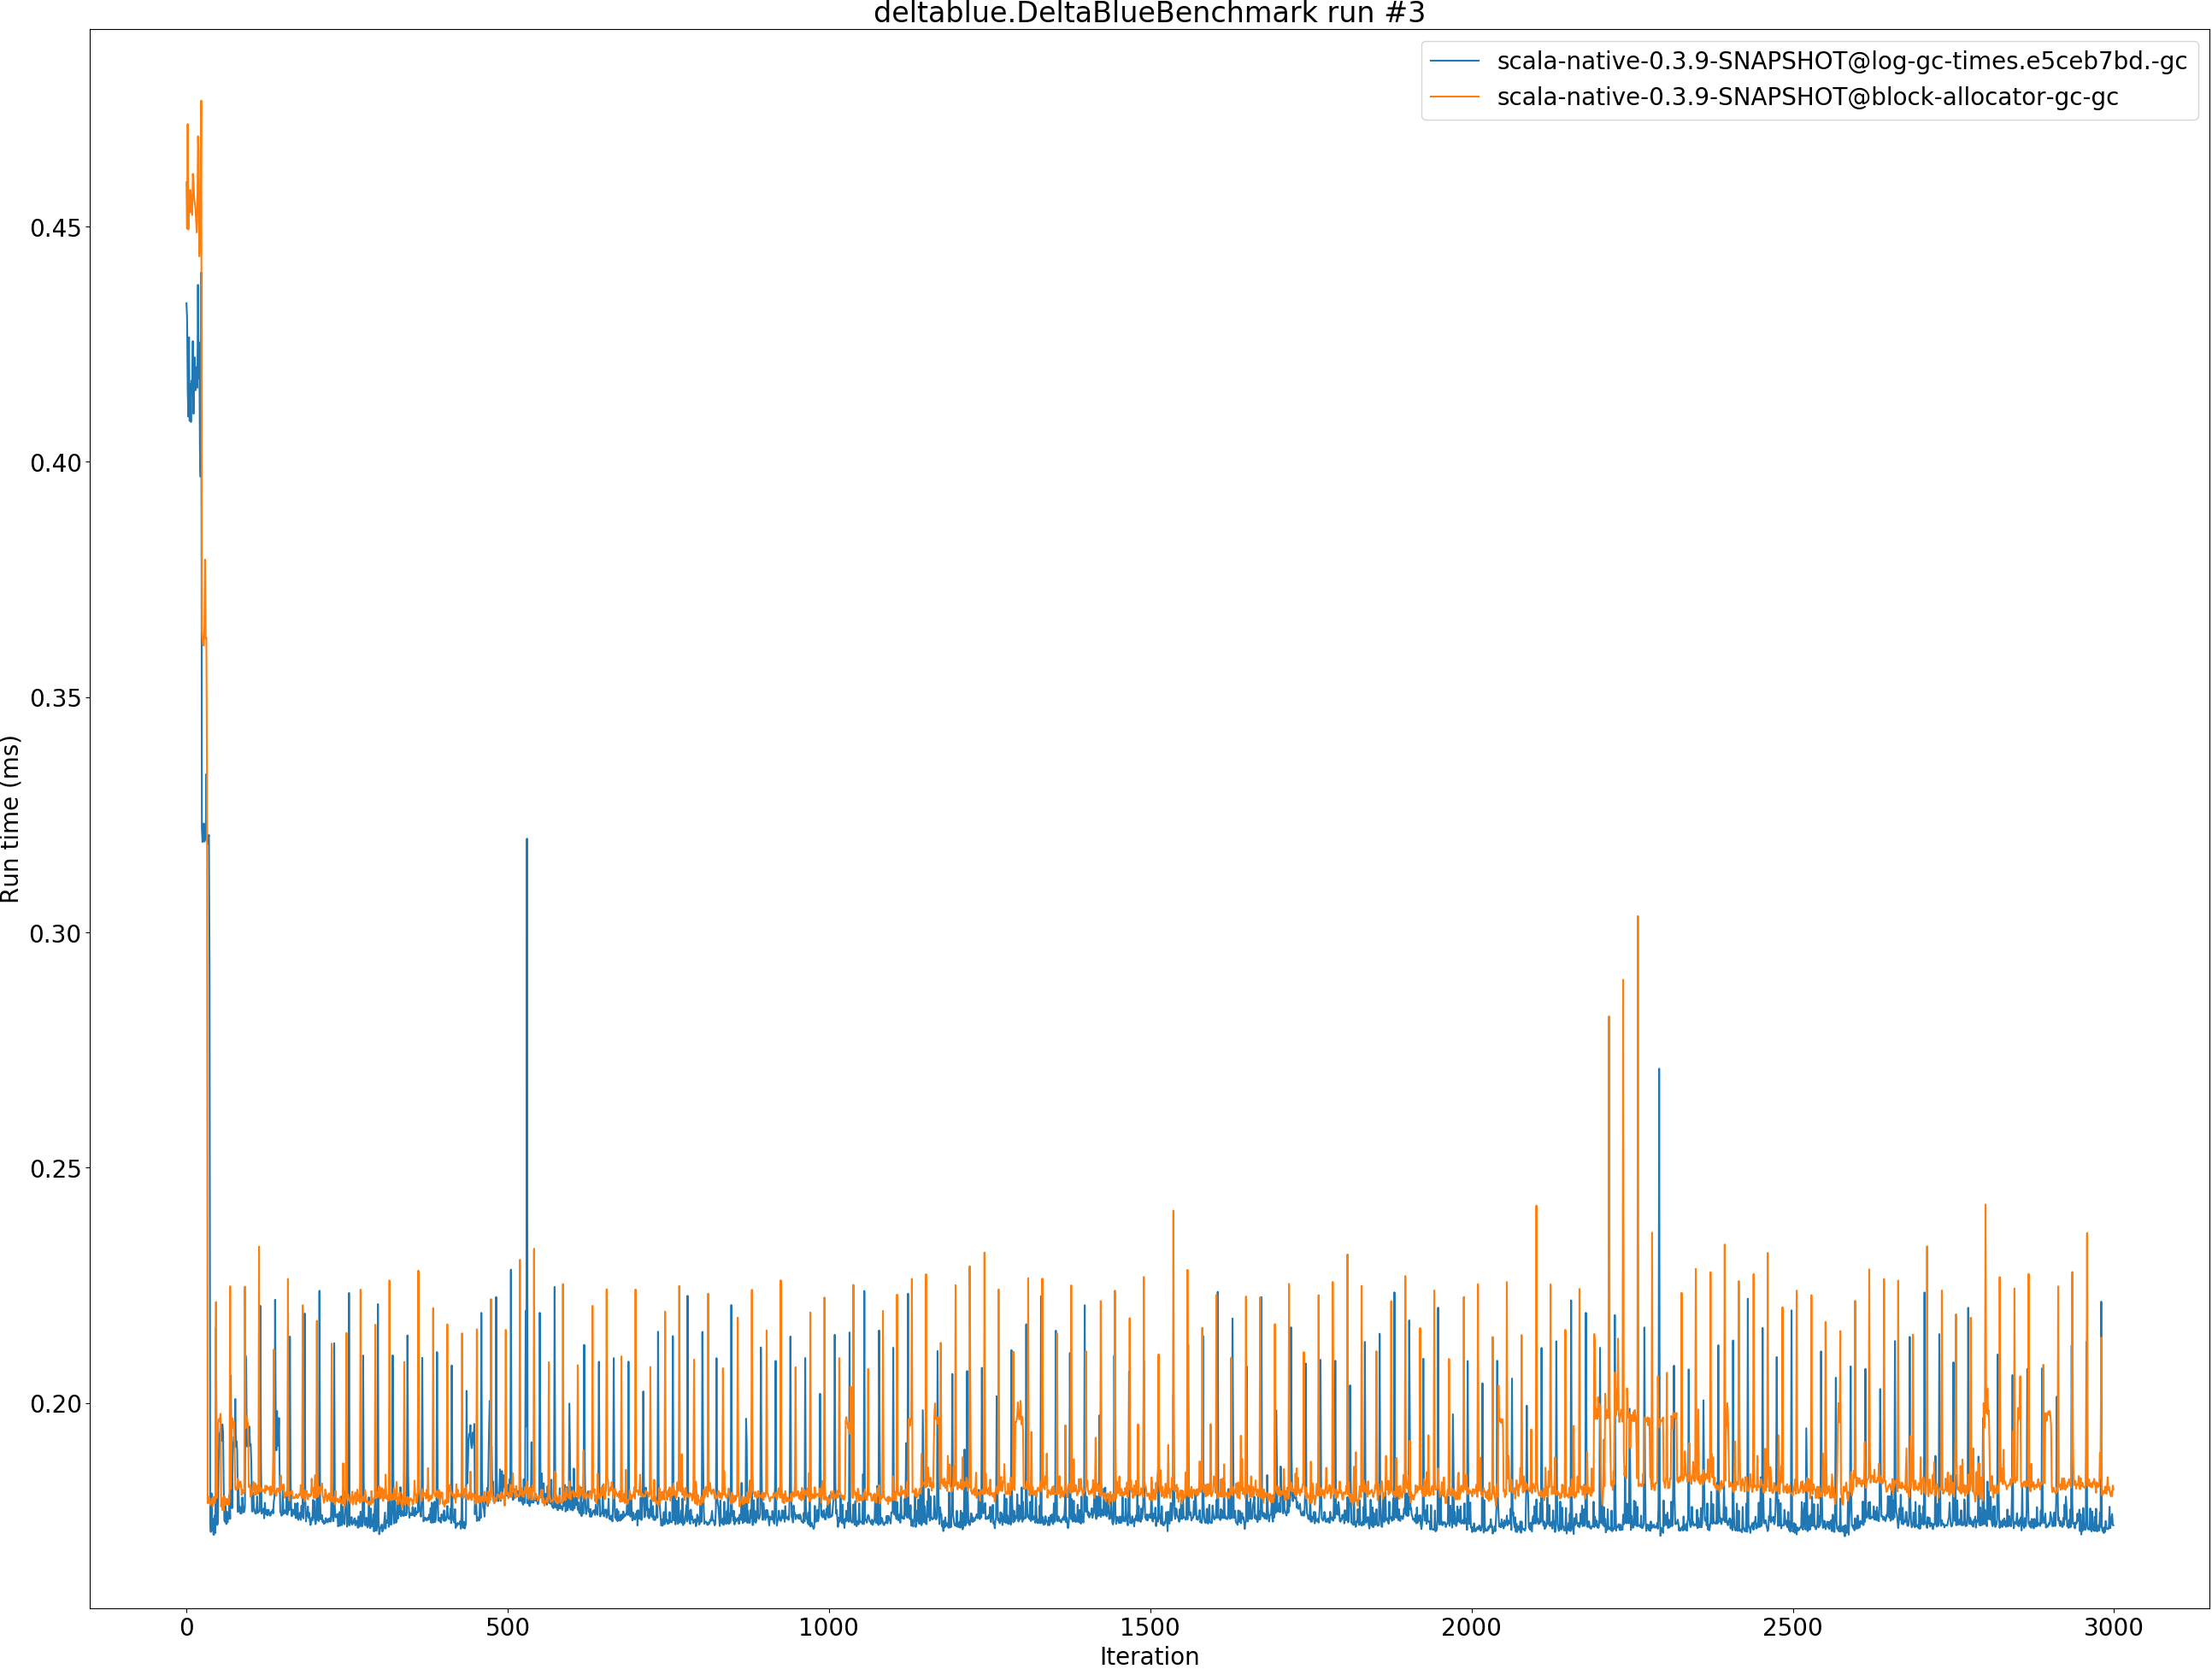 deltablue.DeltaBlueBenchmark run #3
scala-native-0.3.9-SNAPSHOT@log-gc-times.e5ceb7bd.-gc
scala-native-0.3.9-SNAPSHOT@block-allocator-gc-gc
Run time (ms)
0.45
0.40
0.35
0.30
0.25
0.20
0 500 1000 1500 2000 2500 3000
Iteration